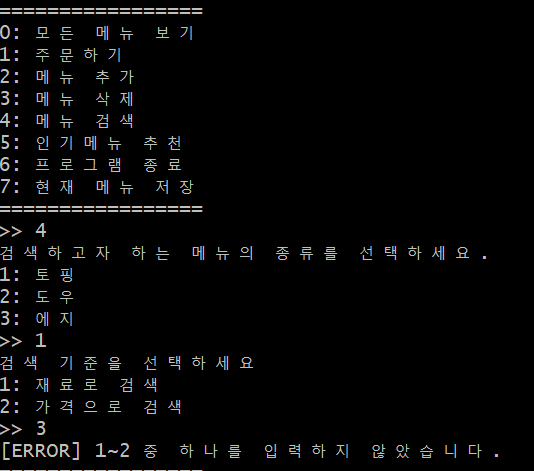 =================
0: 모든 메뉴 보기
1: 주문하기
2: 메뉴 추가
3: 메뉴 삭제
4: 메뉴 검색
5: 인기메뉴 추천
6: 프로그램 종료
7: 현재 메뉴 저장
=================
>> 4
검색하고자 하는 메뉴의 종류를 선택하세요.
1: 토핑
2: 도우
3: 에지
>> 1
검색 기준을 선택하세요
1: 재료로 검색
2: 가격으로 검색
>> 3
[ERROR] 1~2 중 하나를 입력하지 않았습니다.
=================